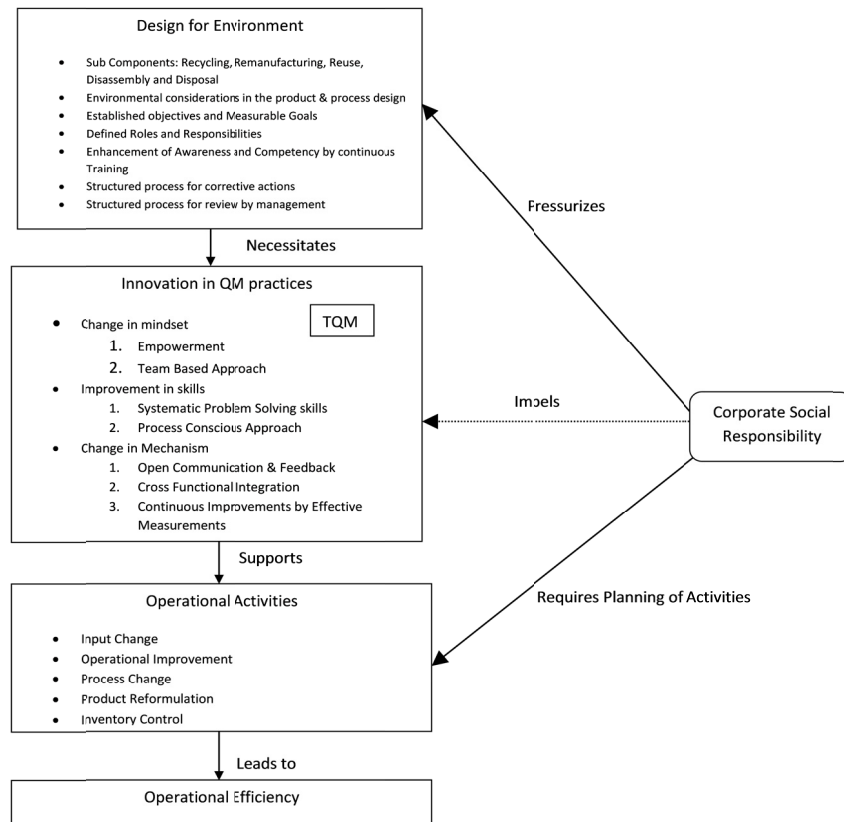 Design for Environment
• Sub Components: Recycling, Remanufacturing, Reuse,
Disassembly and Disposal
• Environmental considerations in the product & process design
• Established objectives and Measurable Goals
• Defined Roles and Responsibilities
• Enhancement of Awareness and Competency by continuous
Training
• Structured process for corrective actions
• Structured process for review by management
Fressurizes
Necessitates
Innovation in QM practices
TQM
• Change in mindset
1. Empowerment
2. Team Based Approach
• Improvement in skills
1. Systematic Problem Solving skills
2. Process Conscious Approach
• Change in Mechanism
1. Open Communication & Feedback
2. Cross Functional Integration
3. Continuous Improvements by Effective
Measurements
Impels
Corporate Social
Responsibility
Supports
Operational Activities
• Input Change
• Operational Improvement
• Process Change
• Product Reformulation
• Inventory Control
Requires Planning of Activities
Leads to
Operational Efficiency